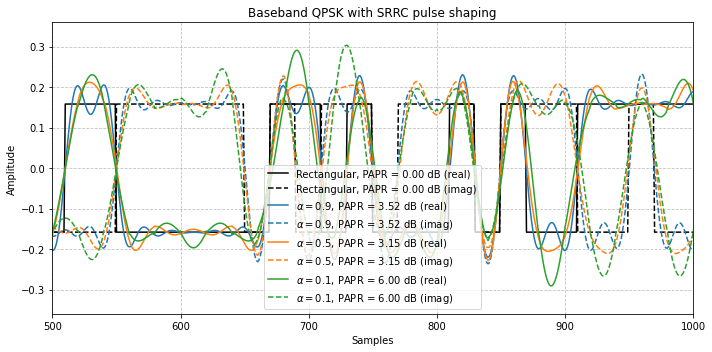 Baseband QPSK with SRRC pulse shaping
Amplitude
0.3
0.2
0.1
0.0
−0.1
−0.2
−0.3
Rectangular, PAPR = 0.00 dB (real)
Rectangular, PAPR = 0.00 dB (imag)
α = 0.9, PAPR = 3.52 dB (real)
α = 0.9, PAPR = 3.52 dB (imag)
α = 0.5, PAPR = 3.15 dB (real)
α = 0.5, PAPR = 3.15 dB (imag)
α = 0.1, PAPR = 6.00 dB (real)
α = 0.1, PAPR = 6.00 dB (imag)
500 600 700 800 900 1000
Samples